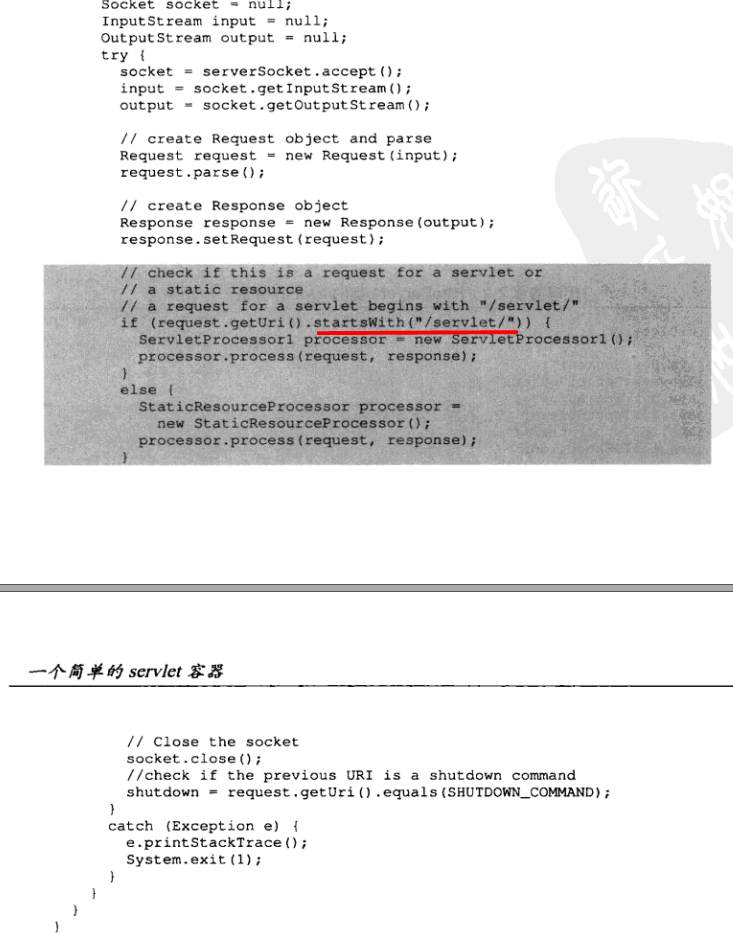 Socket socket = null;
InputStream input = null;
OutputStream output = null;
try {
socket = serverSocket.accept();
input = socket.getInputStream();
output = socket.getOutputStream();
// create Request object and parse
Request request = new Request(input);
request.parse();
// create Response object
Response response = new Response(output);
response.setRequest(request);
// check if this is a request for a servlet or
// a static resource
// a request for a servlet begins with "/servlet/"
if (request.getUri().startsWith("/servlet/")) {
ServletProcessor1 processor = new ServletProcessor1();
processor.process(request, response);
}
else {
StaticResourceProcessor processor =
new StaticResourceProcessor();
processor.process(request, response);
}
一个简单的 servlet 容器
// Close the socket
socket.close();
//check if the previous URI is a shutdown command
shutdown = request.getUri().equals(SHUTDOWN_COMMAND);
}
catch (Exception e) {
e.printStackTrace();
System.exit(1);
}
}
}
}